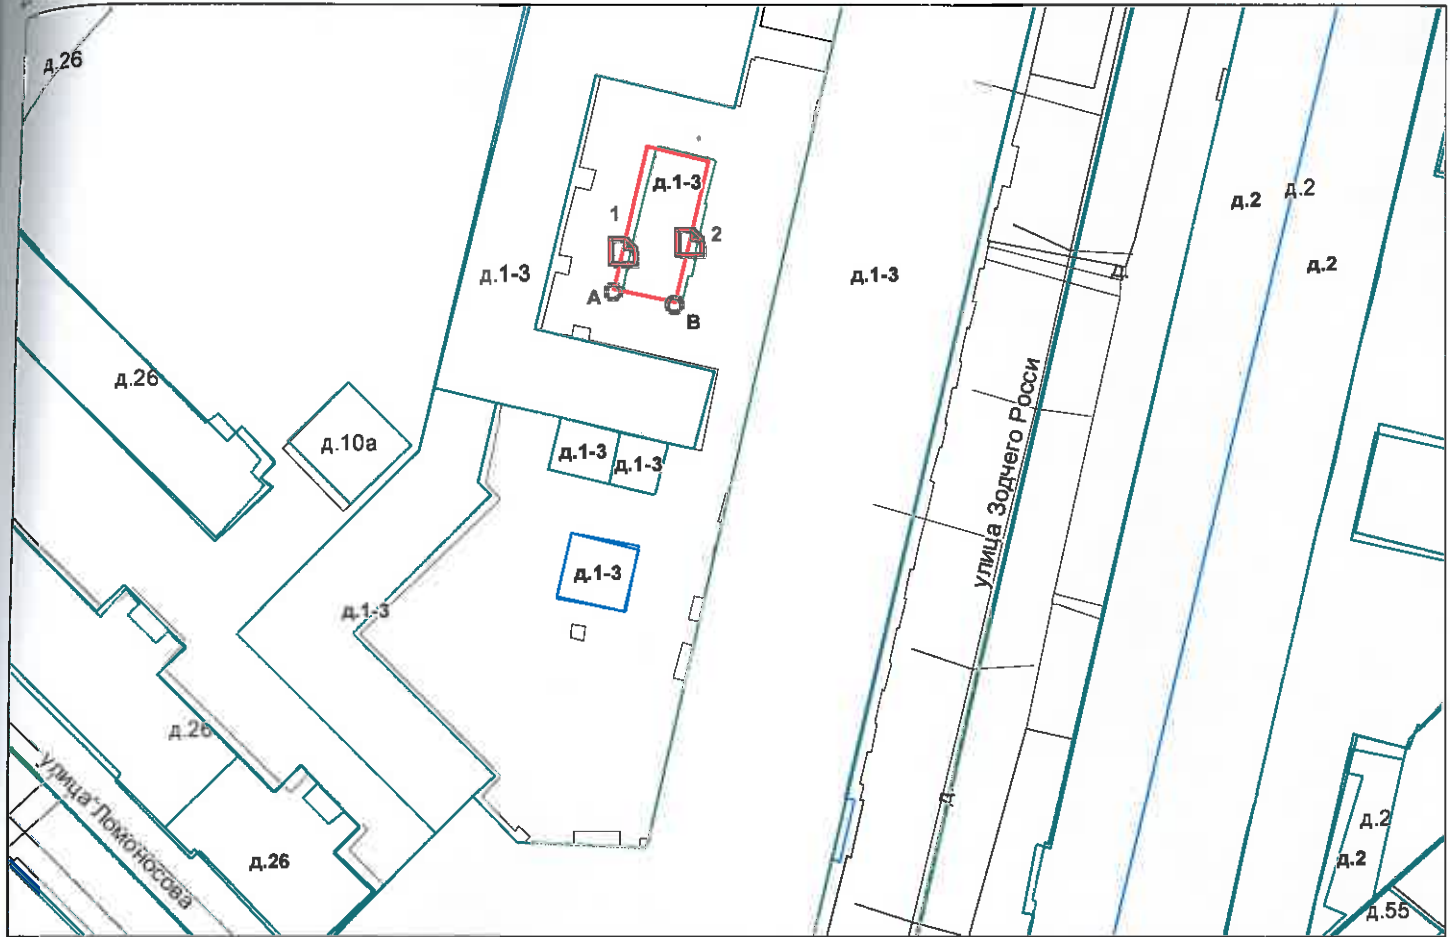 д.26
д.1-3
д.2
д.2
1
2
д.1-3
д.1-3
д.2
д.
A
B
улица Зодчего Росси
д.26
д.10а
д.1-3
д.1-3
д.1-3
д.1-3
д.26
улица Ломоносова
д.
д.2
д.26
д.2
д.55